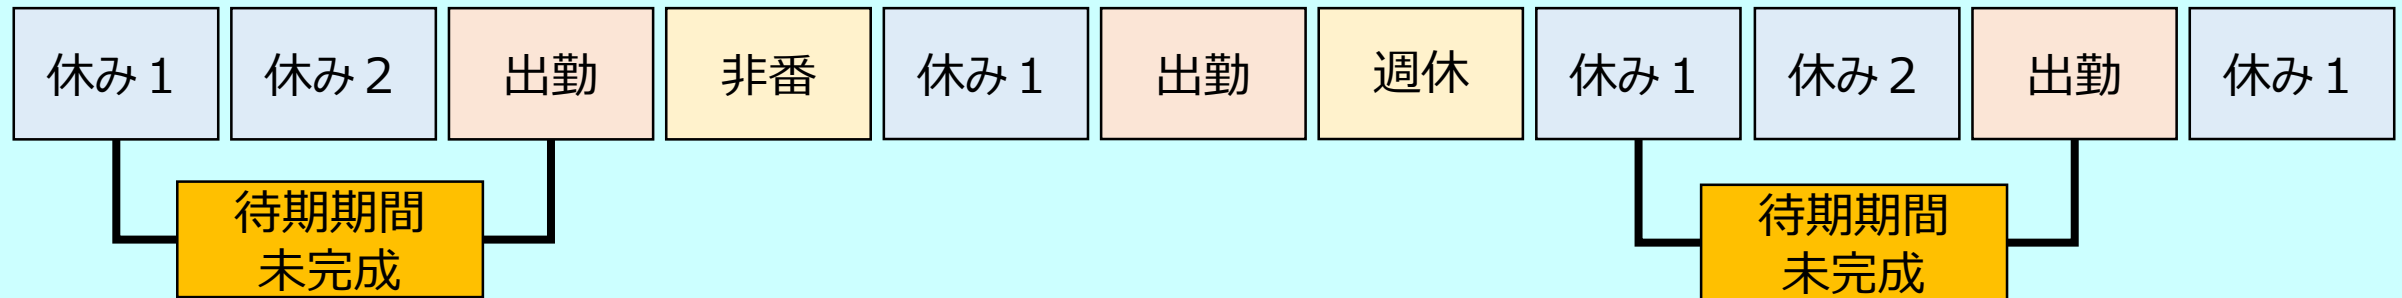 休み１
休み２
出勤
非番
休み１
出勤
週休
休み１
休み２
出勤
休み１
待期期間
未完成
待期期間
未完成